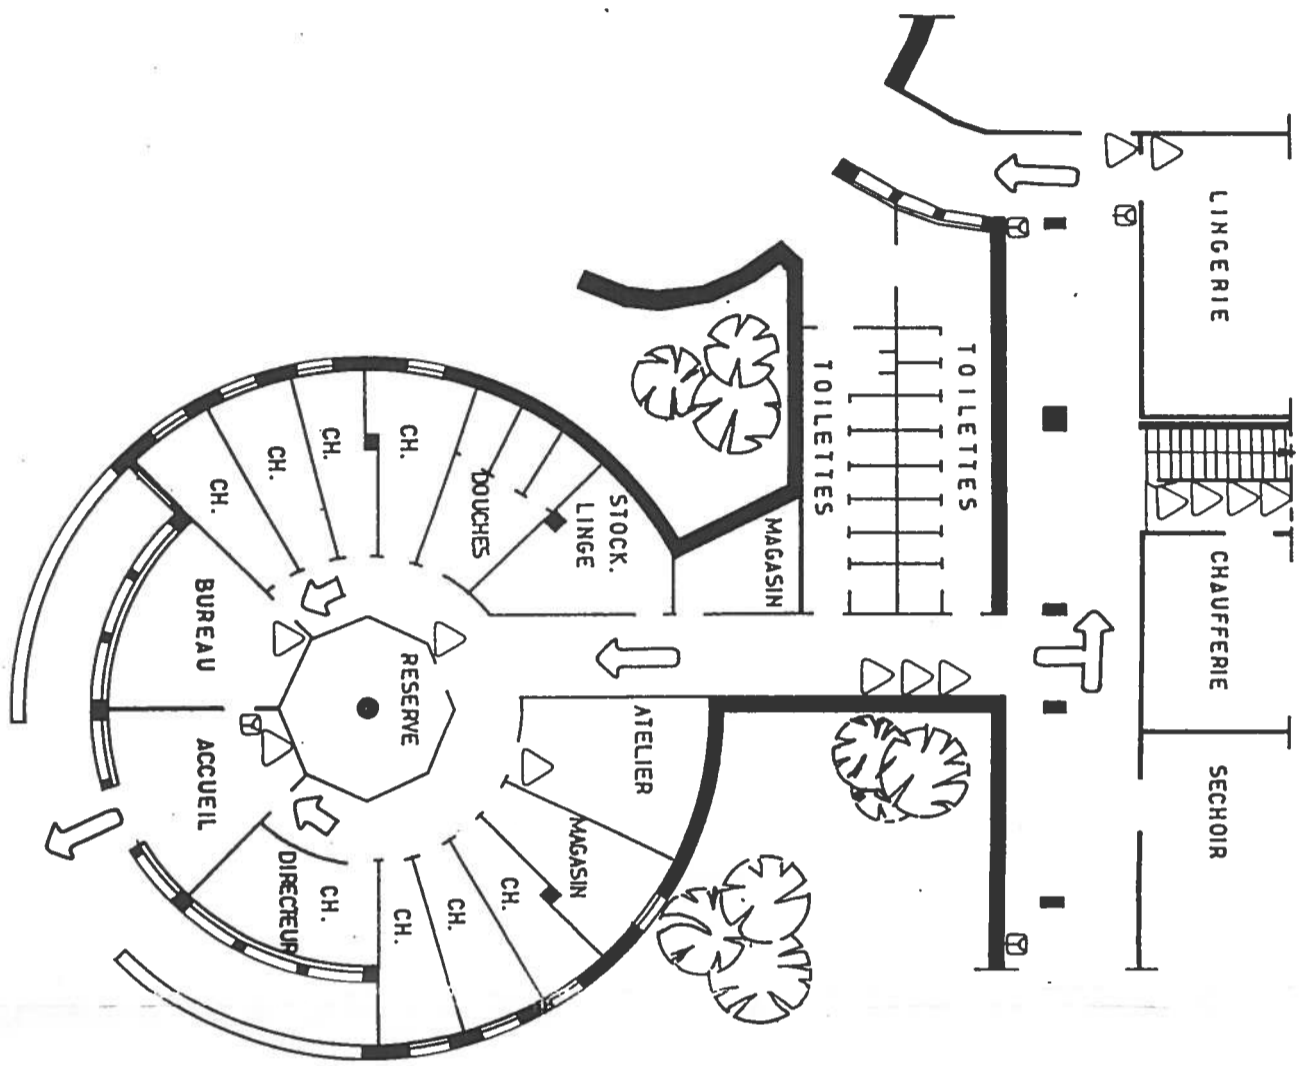 LINGERIE
CHAUFFERIE
SECHOIR
TOILETTES
TOILETTES
MAGASIN
STOCK.
LINGE
DOUCHES
CH.
CH.
CH.
CH.
BUREAU
RESERVE
ACCUEIL
ATELIER
MAGASIN
CH.
CH.
CH.
CH.
DIRECTEUR